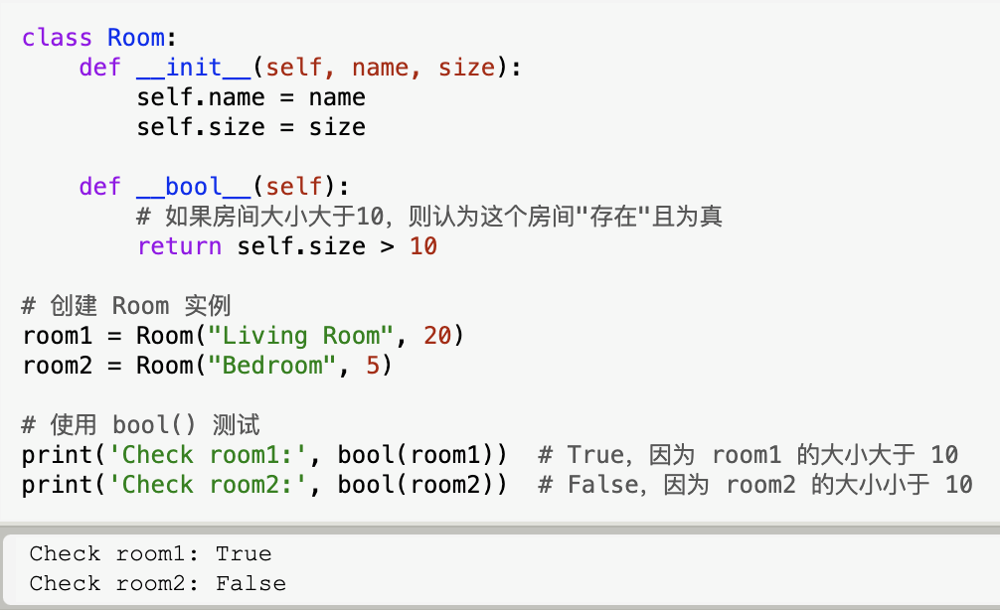 class Room:
    def __init__(self, name, size):
        self.name = name
        self.size = size
    def __bool__(self):
        # 如果房间大小大于10，则认为这个房间"存在"且为真
        return self.size > 10
# 创建 Room 实例
room1 = Room("Living Room", 20)
room2 = Room("Bedroom", 5)
# 使用 bool() 测试
print('Check room1:', bool(room1))  # True，因为 room1 的大小大于 10
print('Check room2:', bool(room2))  # False，因为 room2 的大小小于 10
Check room1: True
Check room2: False